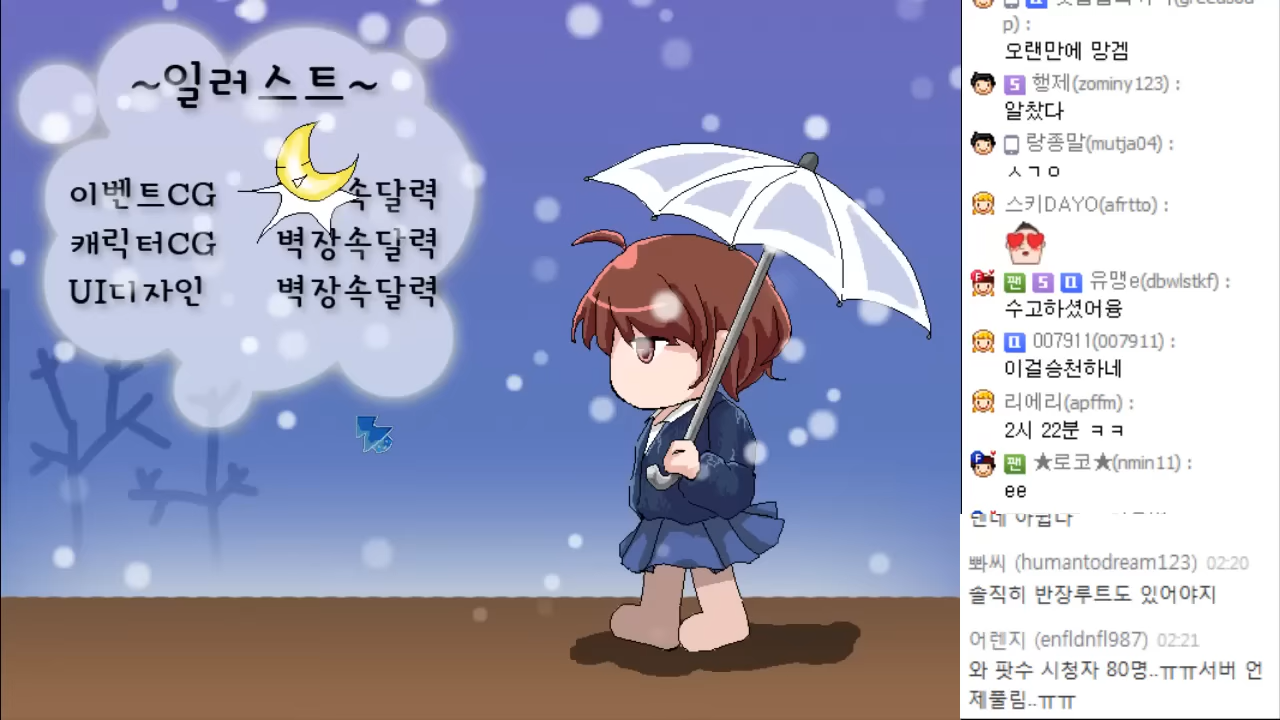 ~일러스트~
이벤트CG 속달력
캐릭터CG 벽장속달력
UI디자인 벽장속달력
p) :
오랜만에 망겜
S 행제(zominy123) :
알찼다
랑종말(mutja04) :
ㅅㄱㅇ
스키DAYO(afrtto) :
팬 S 유맹e(dbwlstkf) :
수고하셨어융
007911(007911) :
이걸승천하네
리에리(apffm) :
2시 22분 ㅋㅋ
팬 ★로코★(nmin11) :
ee
빠씨 (humantodream123) 02:20
솔직히 반장루트도 있어야지
어렌지 (enfldnfl987) 02:21
와 팟수 시청자 80명..ㅠㅠ서버 언
제풀림..ㅠㅠ